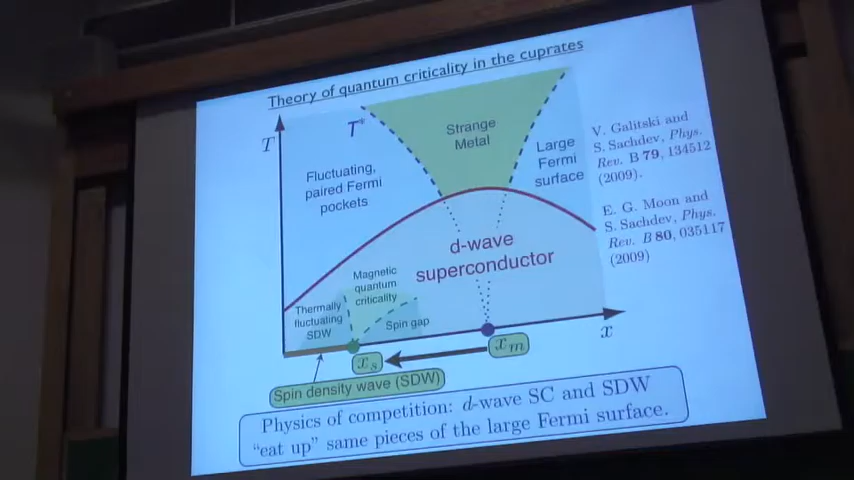 Theory of quantum criticality in the cuprates
T
T*
Strange
Metal
Large
Fermi
surface
Fluctuating,
paired Fermi
pockets
V. Galitski and
S. Sachdev, Phys.
Rev. B 79, 134512
(2009).
E. G. Moon and
S. Sachdev, Phys.
Rev. B 80, 035117
(2009)
d-wave
superconductor
Magnetic
quantum
criticality
Thermally
fluctuating
SDW
Spin gap
x
xs
xm
Spin density wave (SDW)
Physics of competition: d-wave SC and SDW
“eat up” same pieces of the large Fermi surface.